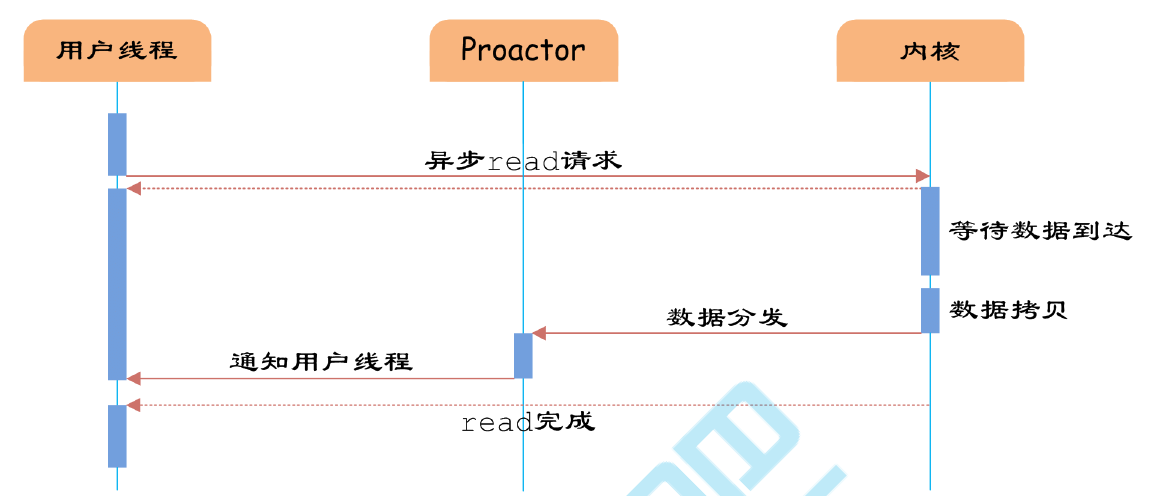 用户线程
Proactor
内核
异步read请求
等待数据到达
数据拷贝
数据分发
通知用户线程
read完成